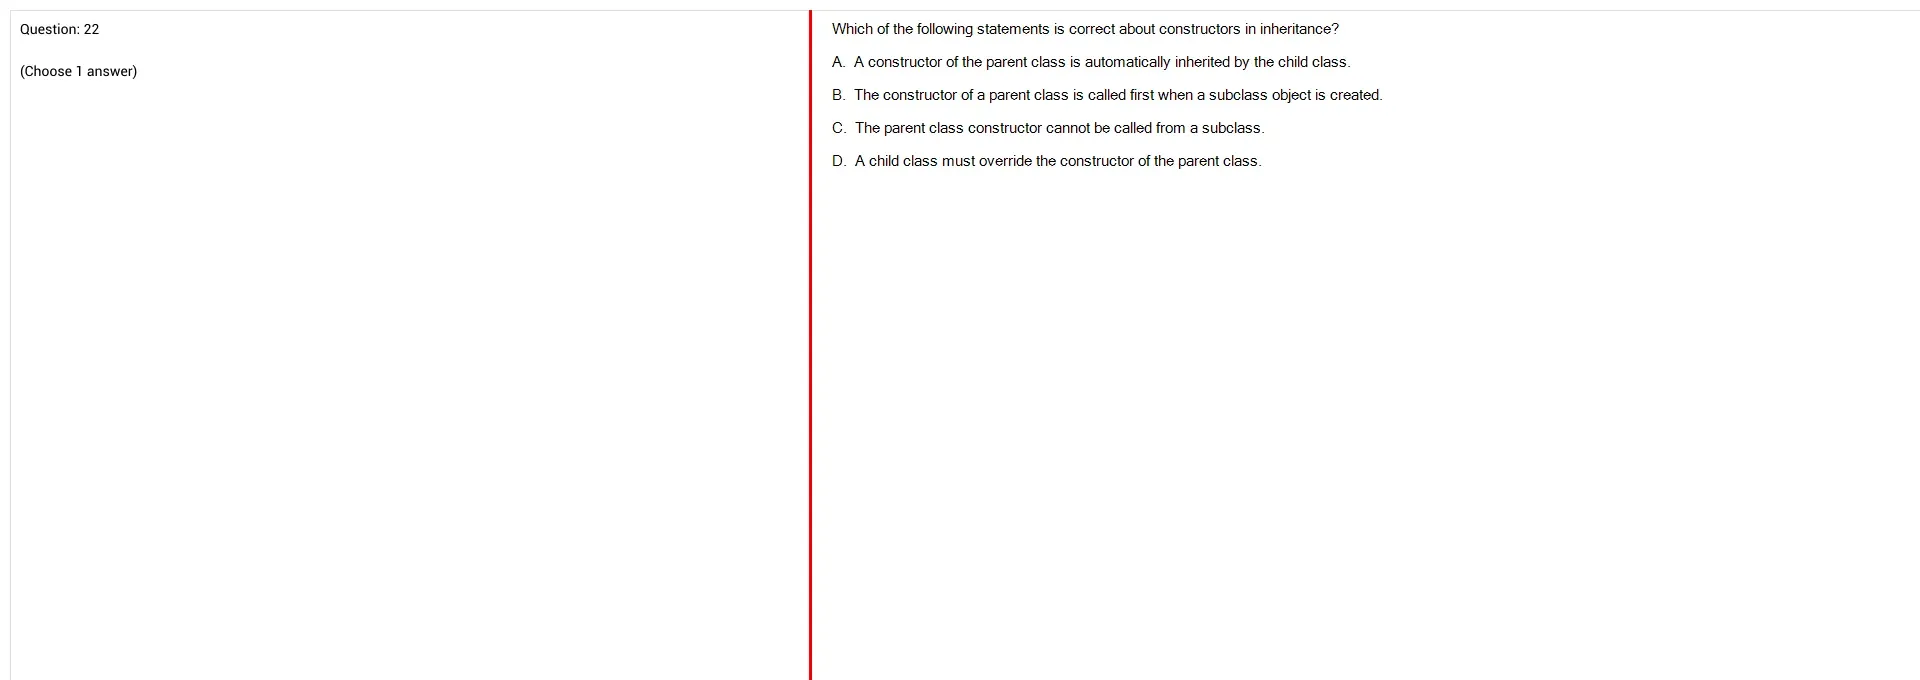 Question: 22
(Choose 1 answer)
Which of the following statements is correct about constructors in inheritance?
A. A constructor of the parent class is automatically inherited by the child class.
B. The constructor of a parent class is called first when a subclass object is created.
C. The parent class constructor cannot be called from a subclass.
D. A child class must override the constructor of the parent class.